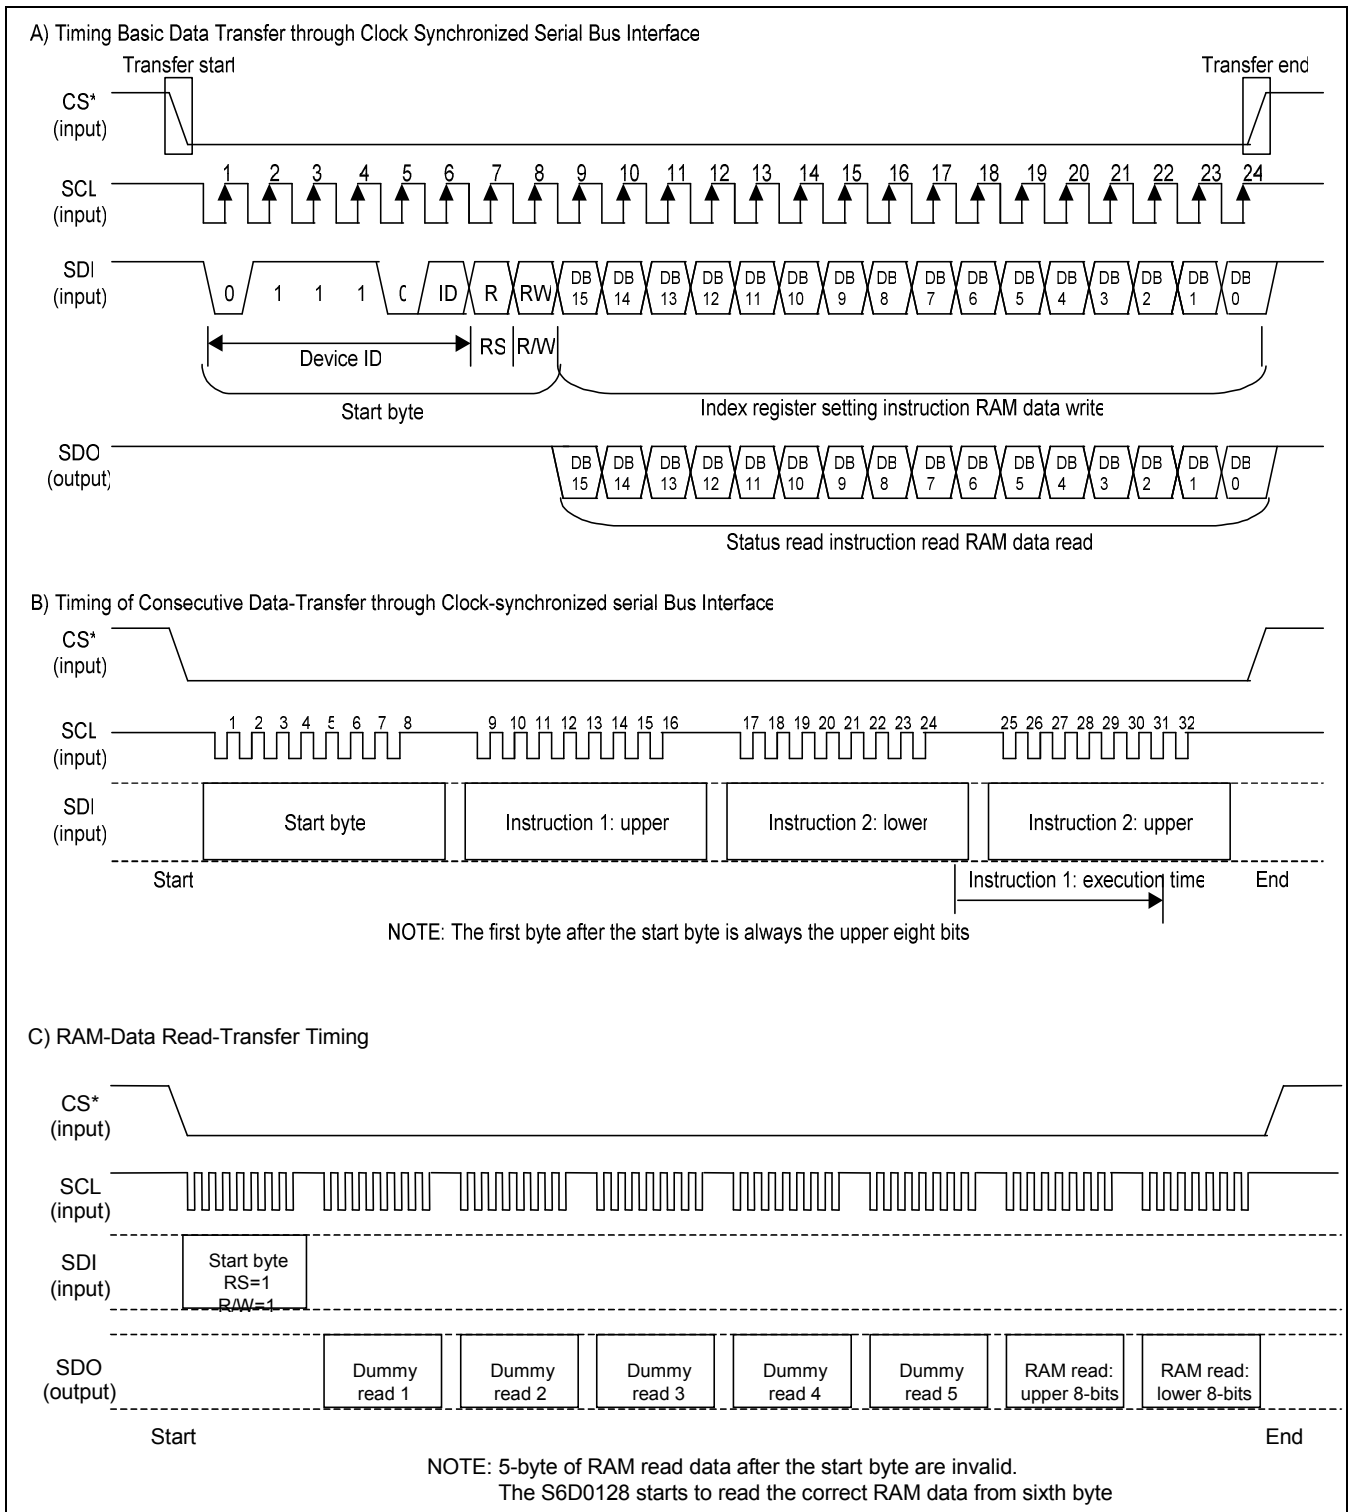 A) Timing Basic Data Transfer through Clock Synchronized Serial Bus Interface
Transfer start
Transfer end
CS*
(input)
1 2 3 4 5 6 7 8 9 10 11 12 13 14 15 16 17 18 19 20 21 22 23 24
SCL
(input)
SDI
(input)
0 1 1 1 0 ID R RW DB 15 DB 14 DB 13 DB 12 DB 11 DB 10 DB 9 DB 8 DB 7 DB 6 DB 5 DB 4 DB 3 DB 2 DB 1 DB 0
Device ID
RS R/W
Start byte
Index register setting instruction RAM data write
SDO
(output)
DB 15 DB 14 DB 13 DB 12 DB 11 DB 10 DB 9 DB 8 DB 7 DB 6 DB 5 DB 4 DB 3 DB 2 DB 1 DB 0
Status read instruction read RAM data read
B) Timing of Consecutive Data-Transfer through Clock-synchronized serial Bus Interface
CS*
(input)
1 2 3 4 5 6 7 8 9 10 11 12 13 14 15 16 17 18 19 20 21 22 23 24 25 26 27 28 29 30 31 32
SCL
(input)
SDI
(input)
Start byte
Instruction 1: upper
Instruction 2: lower
Instruction 2: upper
Start
Instruction 1: execution time
End
NOTE: The first byte after the start byte is always the upper eight bits
C) RAM-Data Read-Transfer Timing
CS*
(input)
SCL
(input)
SDI
(input)
Start byte
RS=1
R/W=1
SDO
(output)
Dummy
read 1
Dummy
read 2
Dummy
read 3
Dummy
read 4
Dummy
read 5
RAM read:
upper 8-bits
RAM read:
lower 8-bits
Start
End
NOTE: 5-byte of RAM read data after the start byte are invalid.
The S6D0128 starts to read the correct RAM data from sixth byte